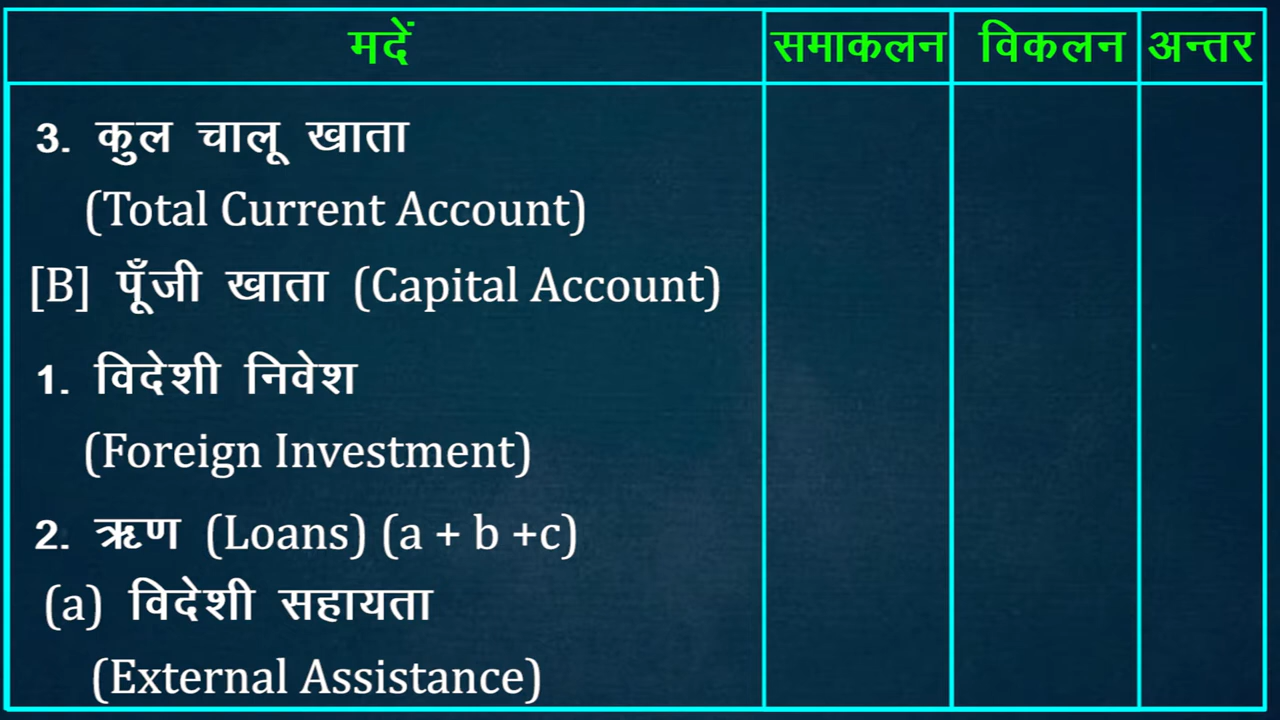 मदें समाकलन विकलन अन्तर
3. कुल चालू खाता
(Total Current Account)
[B] पूँजी खाता (Capital Account)
1. विदेशी निवेश
(Foreign Investment)
2. ऋण (Loans) (a + b +c)
(a) विदेशी सहायता
(External Assistance)